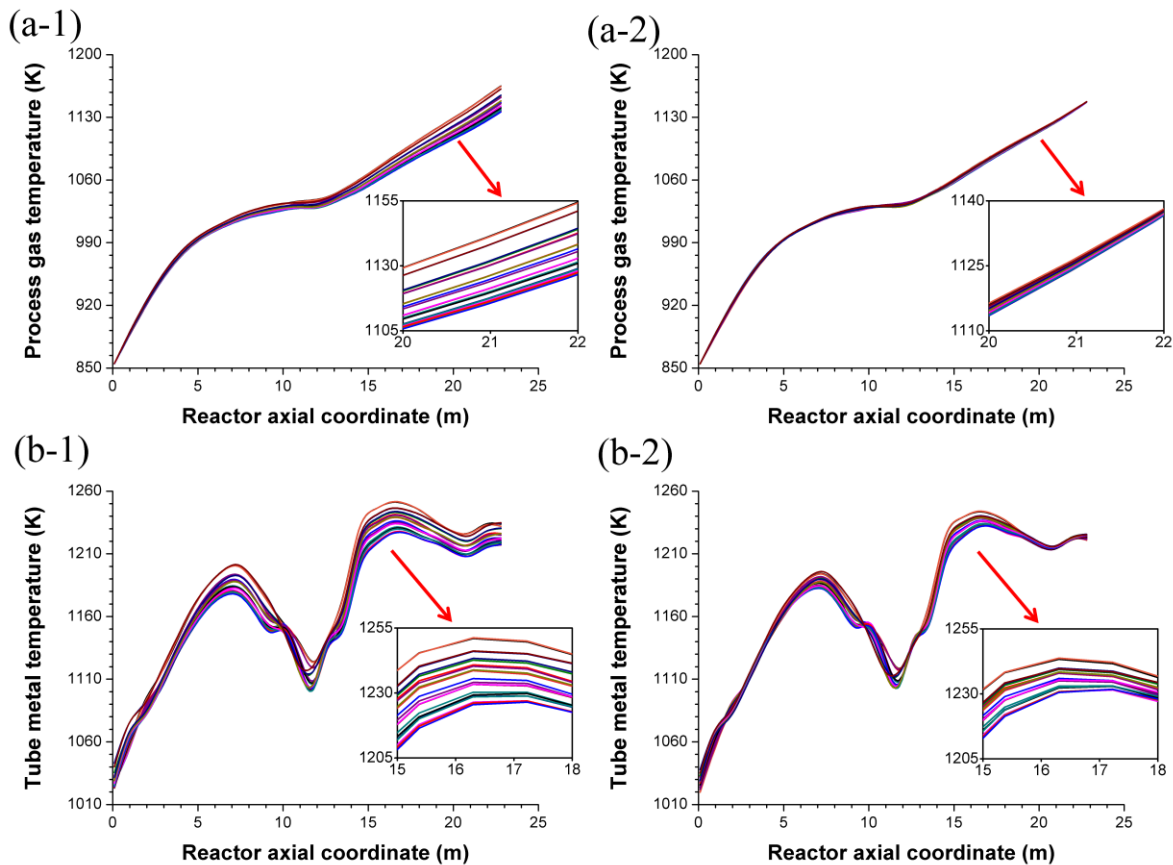 (a-1)
Process gas temperature (K)
1200
1130
1060
990
920
850
0 5 10 15 20 25
Reactor axial coordinate (m)
1155
1130
1105
20 21 22
(a-2)
Process gas temperature (K)
1200
1130
1060
990
920
850
0 5 10 15 20 25
Reactor axial coordinate (m)
1140
1125
1110
20 21 22
(b-1)
Tube metal temperature (K)
1260
1210
1160
1110
1060
1010
0 5 10 15 20 25
Reactor axial coordinate (m)
1255
1230
1205
15 16 17 18
(b-2)
Tube metal temperature (K)
1260
1210
1160
1110
1060
1010
0 5 10 15 20 25
Reactor axial coordinate (m)
1255
1230
1205
15 16 17 18